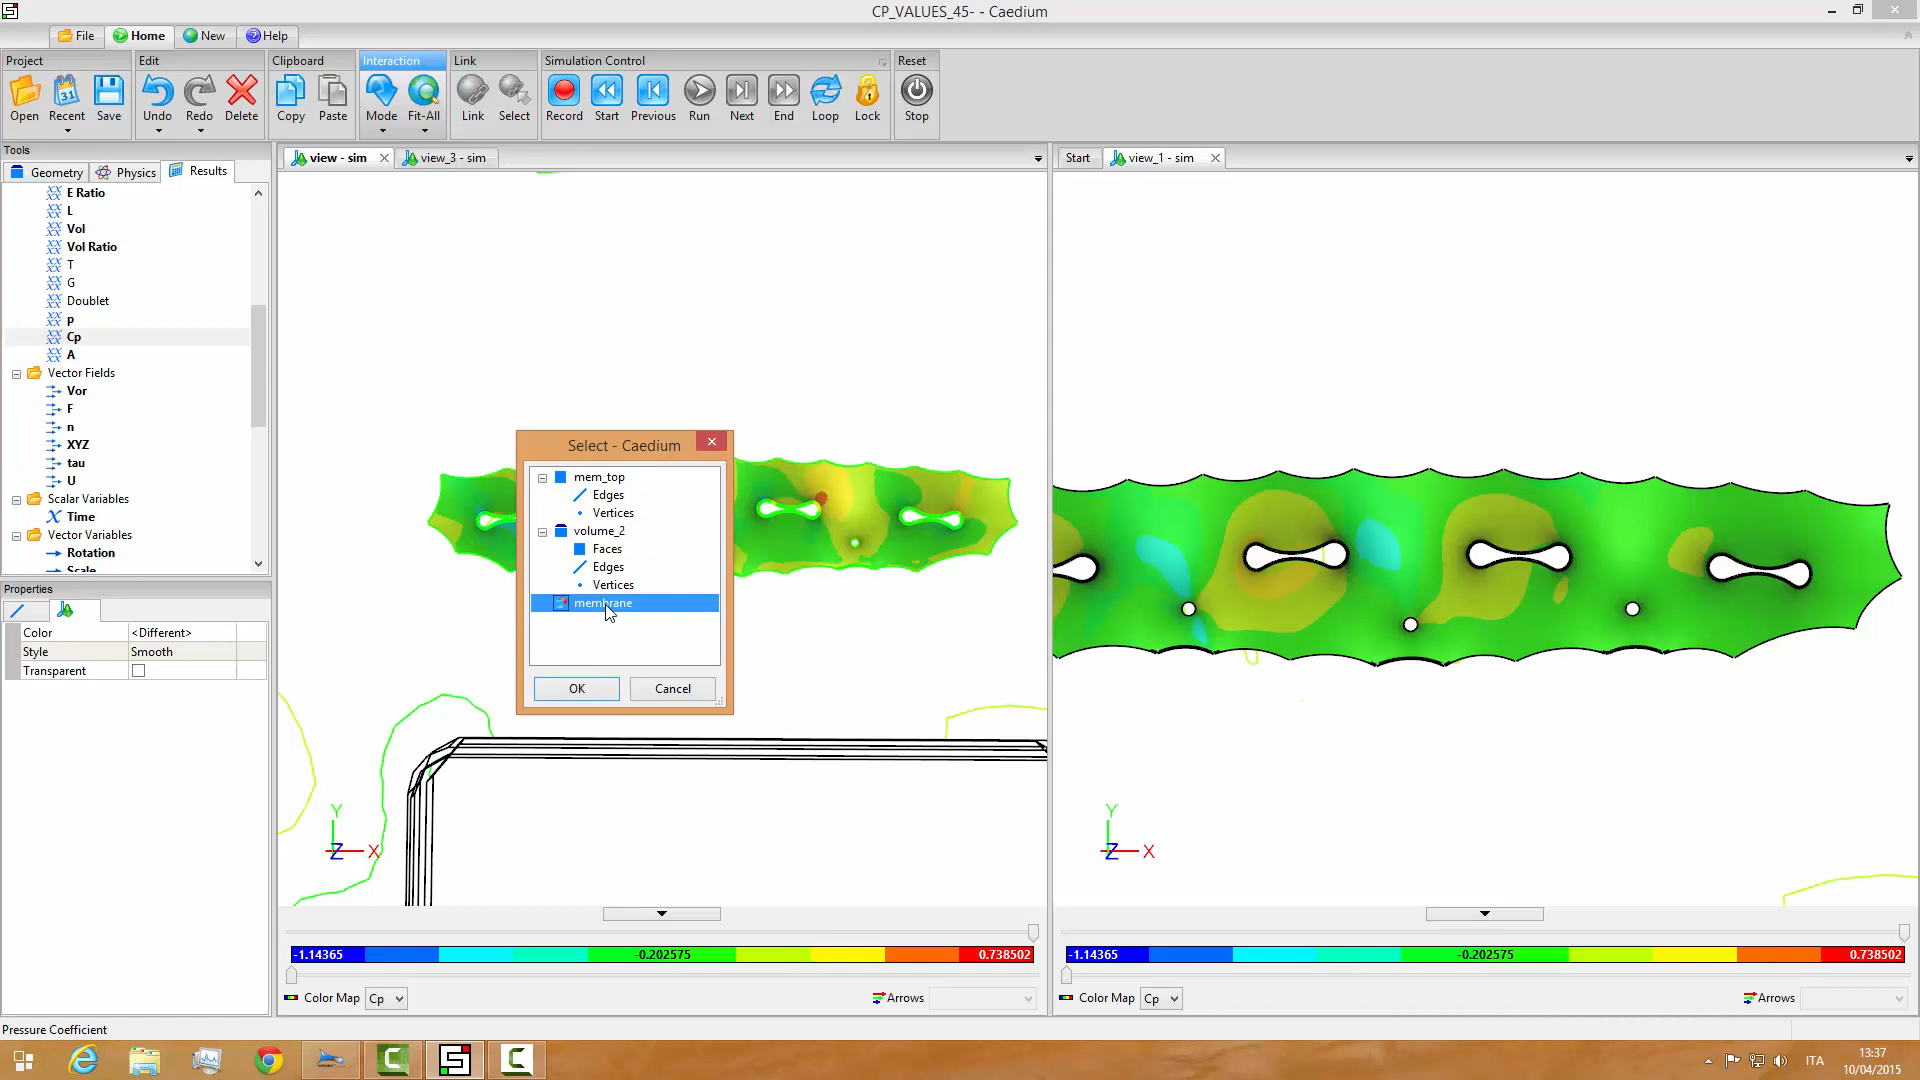 CP_VALUES_45- - Caedium
File
Home
New
Help
Project
Edit
Clipboard
Interaction
Link
Simulation Control
Reset
Open
Recent
Save
Undo
Redo
Delete
Copy
Paste
Mode
Fit-All
Link
Select
Record
Start
Previous
Run
Next
End
Loop
Lock
Stop
Tools
Geometry
Physics
Results
E Ratio
L
Vol
Vol Ratio
T
G
Doublet
p
Cp
A
Vector Fields
Vor
F
n
XYZ
tau
U
Scalar Variables
Time
Vector Variables
Rotation
Scale
Properties
Color <Different>
Style Smooth
Transparent
Pressure Coefficient
view - sim
view_3 - sim
Select - Caedium
mem_top
Edges
Vertices
volume_2
Faces
Edges
Vertices
membrane
OK
Cancel
Y
Z
X
-1.14365
-0.202575
0.738502
Color Map
Cp
Arrows
Start
view_1 - sim
Y
Z
X
-1.14365
-0.202575
0.738502
Color Map
Cp
Arrows
31
ITA
13:37
10/04/2015